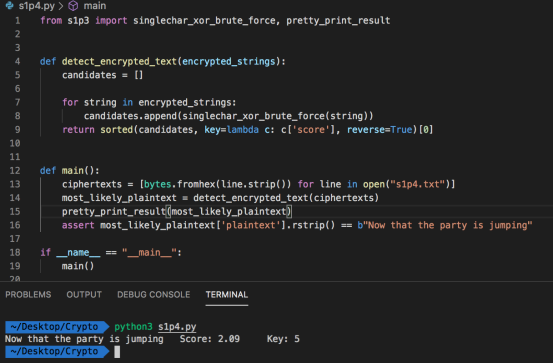 s1p4.py > main
1 from s1p3 import singlechar_xor_brute_force, pretty_print_result
2
3
4 def detect_encrypted_text(encrypted_strings):
5     candidates = []
6
7     for string in encrypted_strings:
8         candidates.append(singlechar_xor_brute_force(string))
9     return sorted(candidates, key=lambda c: c['score'], reverse=True)[0]
10
11
12 def main():
13     ciphertexts = [bytes.fromhex(line.strip()) for line in open("s1p4.txt")]
14     most_likely_plaintext = detect_encrypted_text(ciphertexts)
15     pretty_print_result(most_likely_plaintext)
16     assert most_likely_plaintext['plaintext'].rstrip() == b"Now that the party is jumping"
17
18 if __name__ == "__main__":
19     main()
20
PROBLEMS OUTPUT DEBUG CONSOLE TERMINAL
~/Desktop/Crypto python3 s1p4.py
Now that the party is jumping Score: 2.09 Key: 5
~/Desktop/Crypto